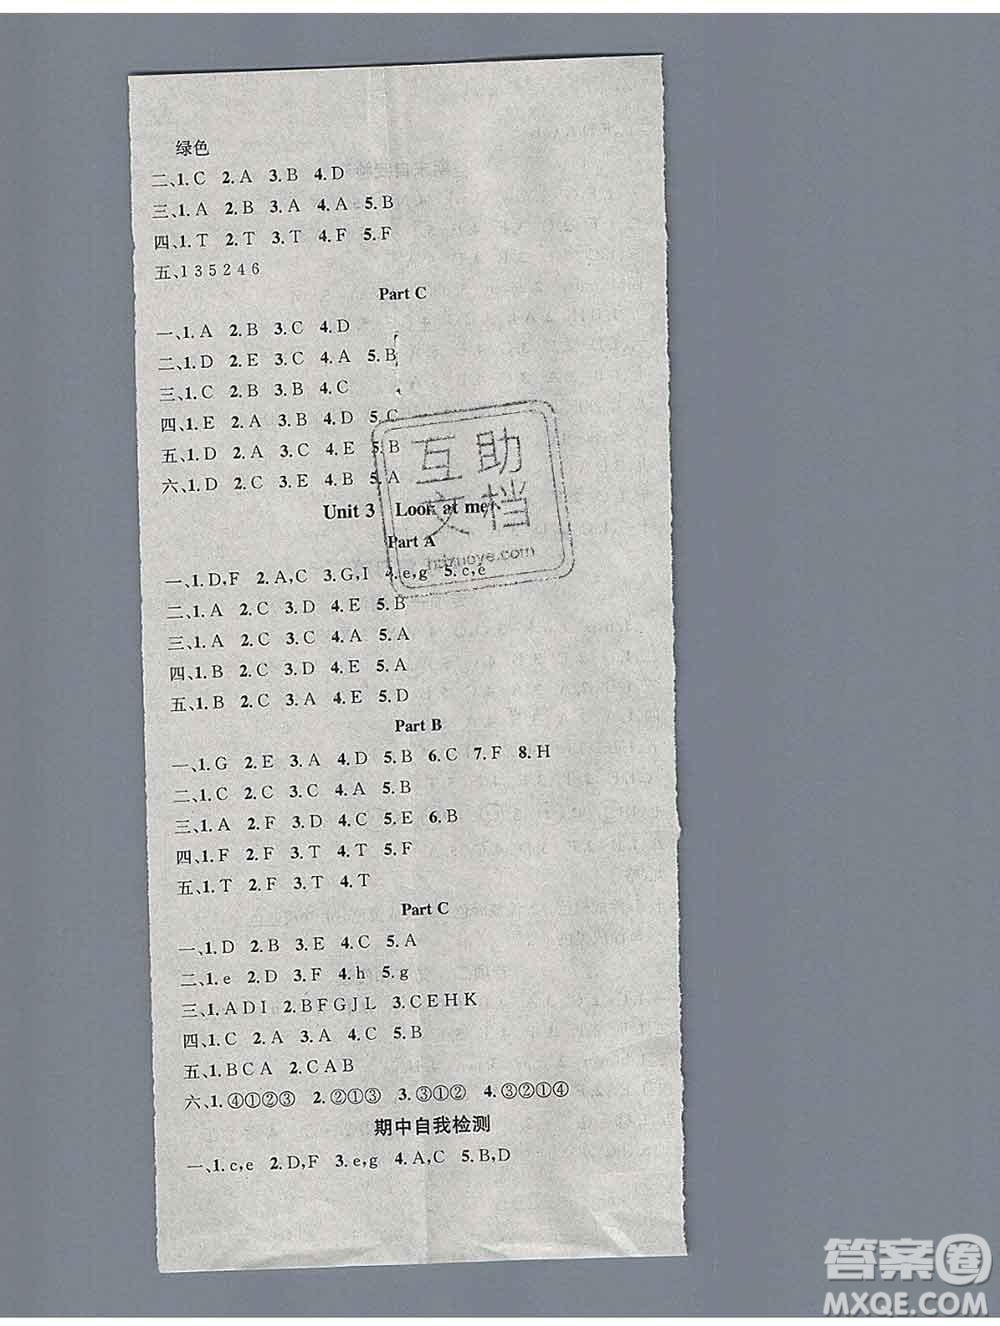 绿色
二、1. C 2. A 3. B 4. D
三、1. A 2. B 3. A 4. A 5. B
四、1. T 2. T 3. T 4. F 5. F
五、1 3 5 2 4 6
Part C
一、1. A 2. B 3. C 4. D
二、1. D 2. E 3. C 4. A 5. B
三、1. C 2. B 3. B 4. C
四、1. E 2. A 3. B 4. D 5. C
五、1. D 2. A 3. C 4. E 5. B
六、1. D 2. C 3. E 4. B 5. A
Unit 3 Look at me!
Part A
一、1. D,F 2. A,C 3. G,I 4. e,g 5. c,e
二、1. A 2. C 3. D 4. E 5. B
三、1. A 2. C 3. C 4. A 5. A
四、1. B 2. C 3. D 4. E 5. A
五、1. B 2. C 3. A 4. E 5. D
Part B
一、1. G 2. E 3. A 4. D 5. B 6. C 7. F 8. H
二、1. C 2. C 3. B 4. A 5. B
三、1. A 2. F 3. D 4. C 5. E 6. B
四、1. F 2. F 3. T 4. T 5. F
五、1. T 2. F 3. T 4. T
Part C
一、1. D 2. B 3. E 4. C 5. A
二、1. e 2. D 3. F 4. h 5. g
三、1. A D I 2. B F G J L 3. C E H K
四、1. C 2. A 3. A 4. C 5. B
五、1. B C A 2. C A B
六、1. ④①②③ 2. ②①③ 3. ③①② 4. ③②①④
期中自我检测
一、1. c,e 2. D,F 3. e,g 4. A,C 5. B,D
互助
文档
答案圈
MXQE.COM